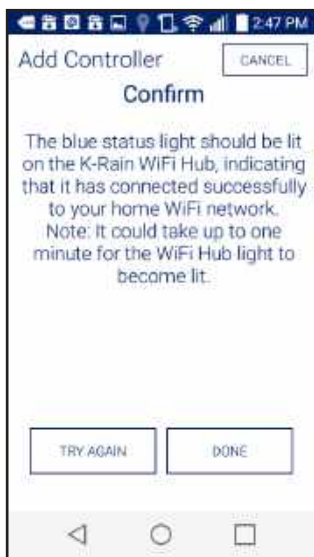 2:47 PM
Add Controller
CANCEL
Confirm
The blue status light should be lit
on the K-Rain WiFi Hub, indicating
that it has connected successfully
to your home WiFi network.
Note: It could take up to one
minute for the WiFi Hub light to
become lit.
TRY AGAIN
DONE